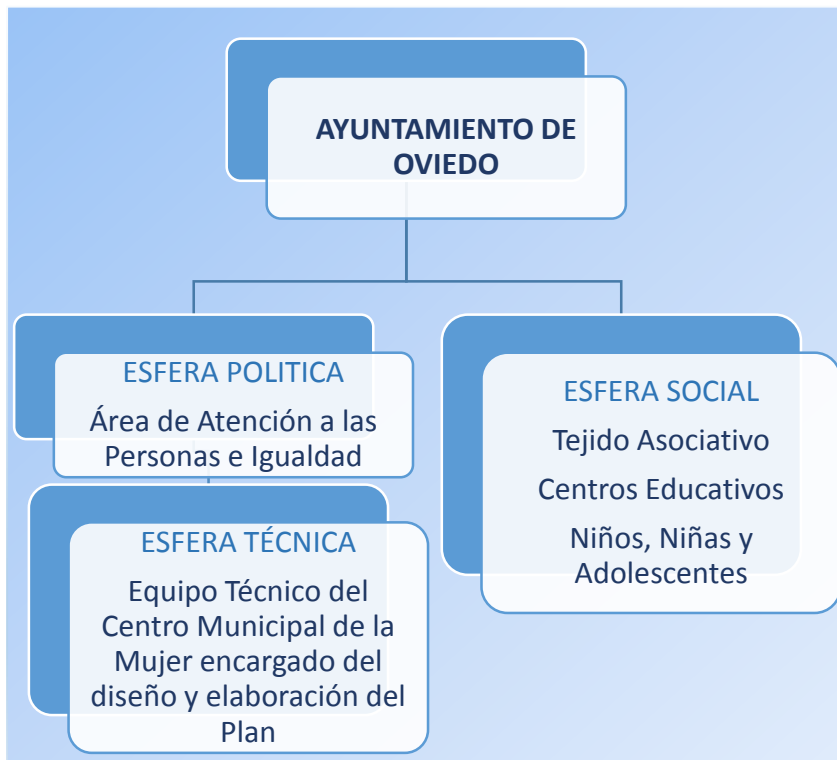 AYUNTAMIENTO DE
OVIEDO
ESFERA POLITICA
Área de Atención a las
Personas e Igualdad
ESFERA TÉCNICA
Equipo Técnico del
Centro Municipal de la
Mujer encargado del
diseño y elaboración del
Plan
ESFERA SOCIAL
Tejido Asociativo
Centros Educativos
Niños, Niñas y
Adolescentes